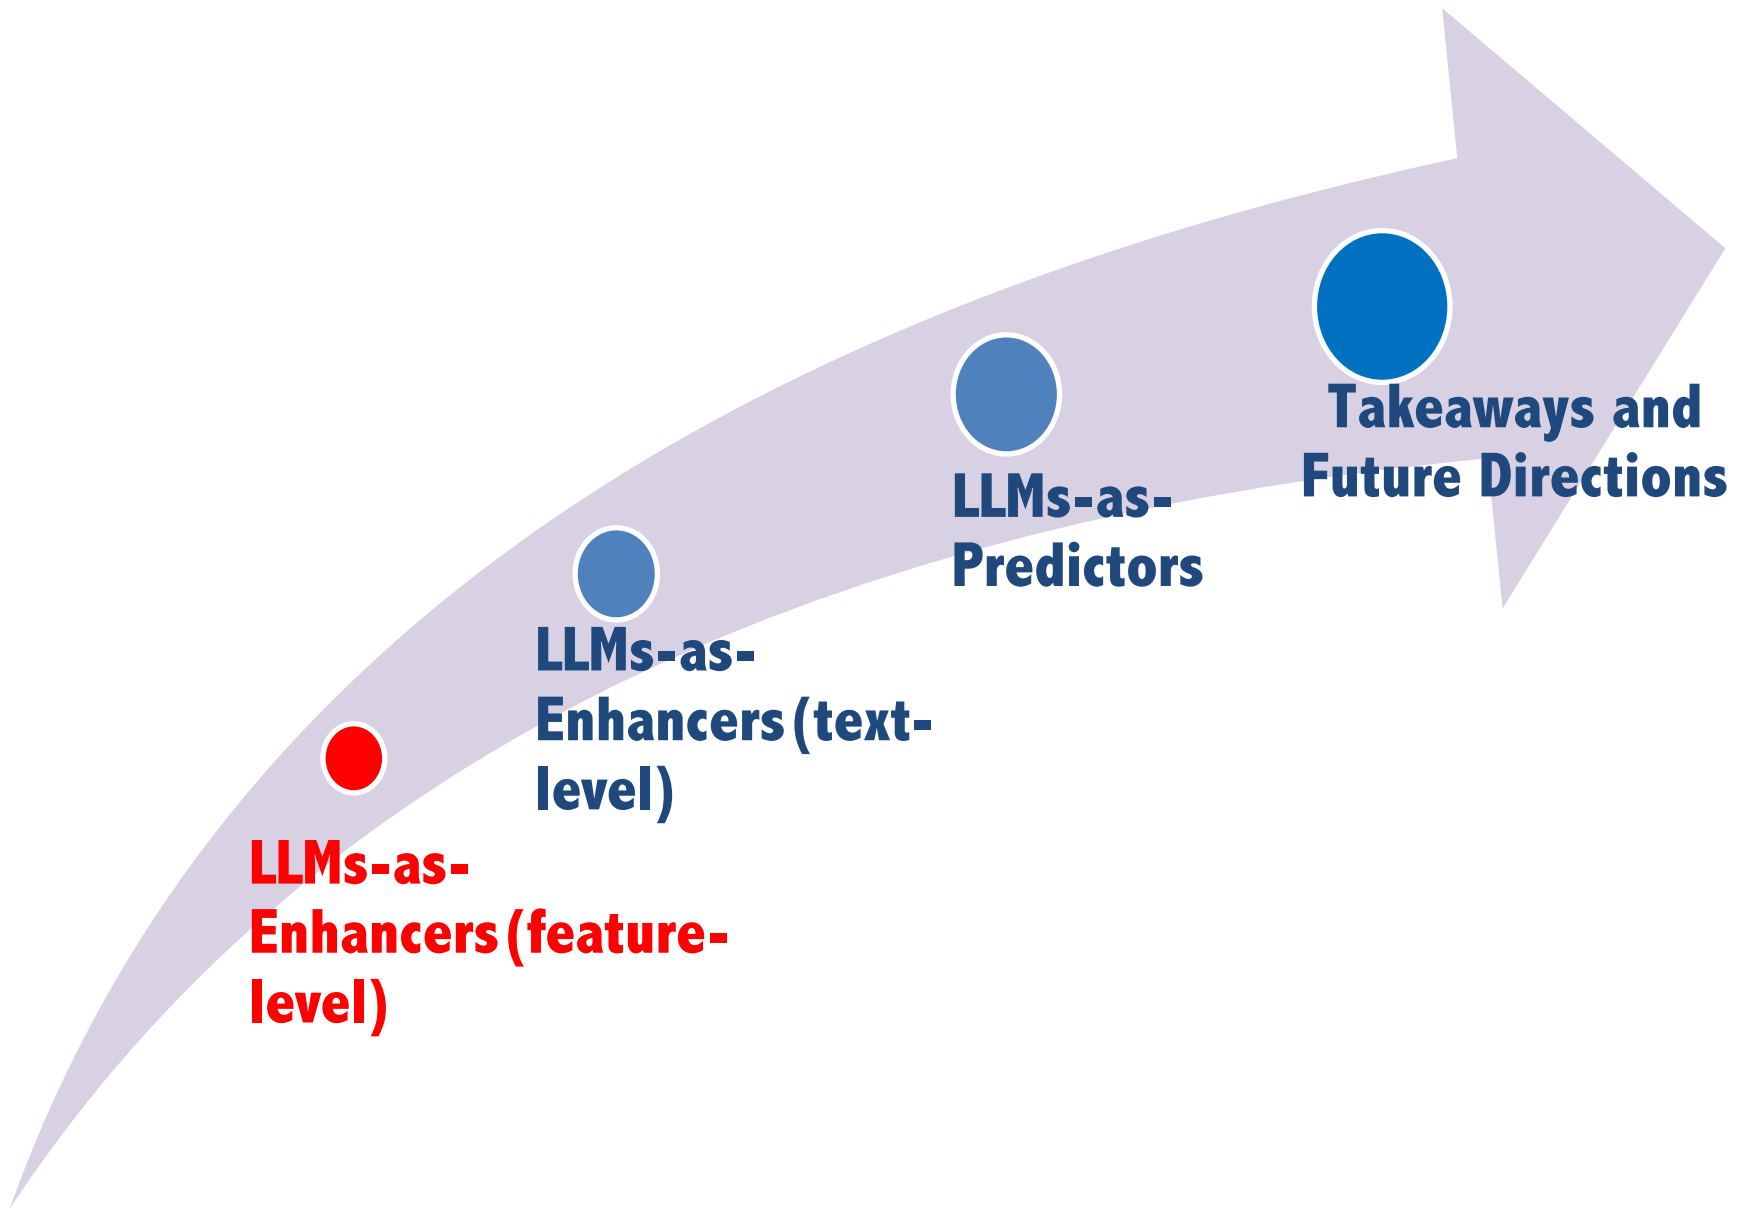 Takeaways and
Future Directions
LLMs-as-
Predictors
LLMs-as-
Enhancers(text-
level)
LLMs-as-
Enhancers(feature-
level)